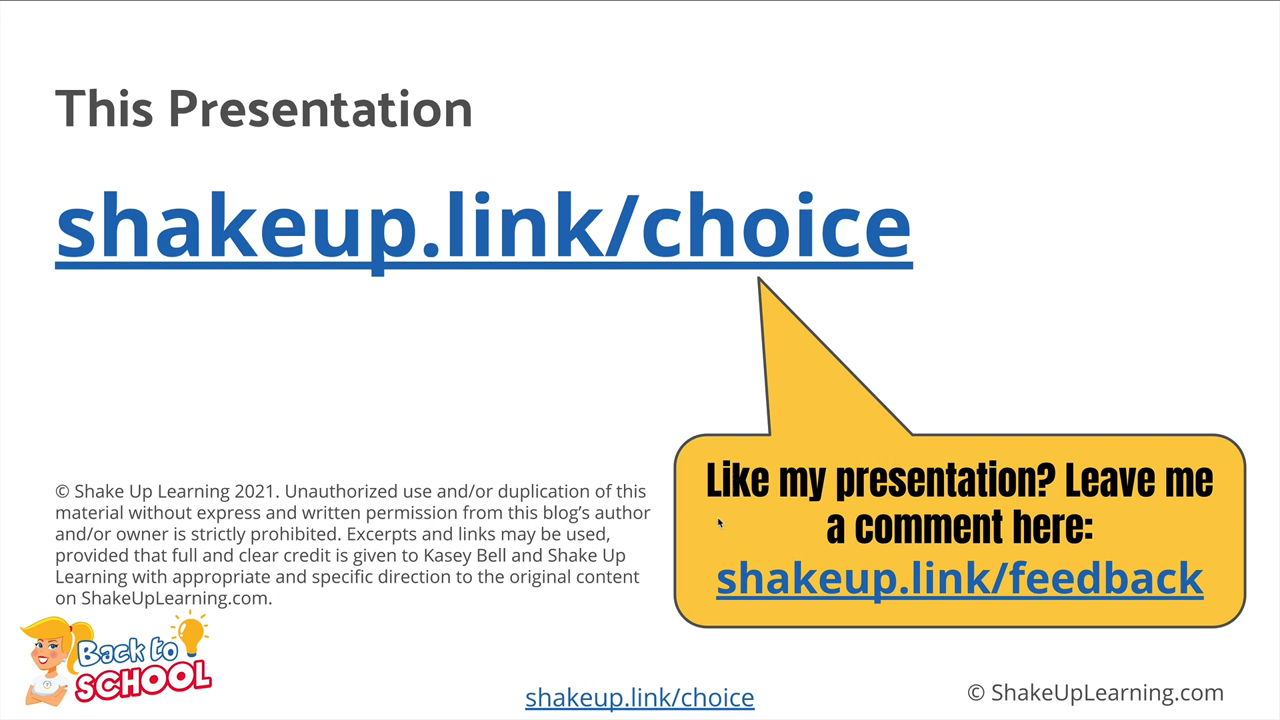 This Presentation
shakeup.link/choice
Like my presentation? Leave me
a comment here:
shakeup.link/feedback
© Shake Up Learning 2021. Unauthorized use and/or duplication of this
material without express and written permission from this blog’s author
and/or owner is strictly prohibited. Excerpts and links may be used,
provided that full and clear credit is given to Kasey Bell and Shake Up
Learning with appropriate and specific direction to the original content
on ShakeUpLearning.com.
Back to
SCHOOL
shakeup.link/choice
© ShakeUpLearning.com